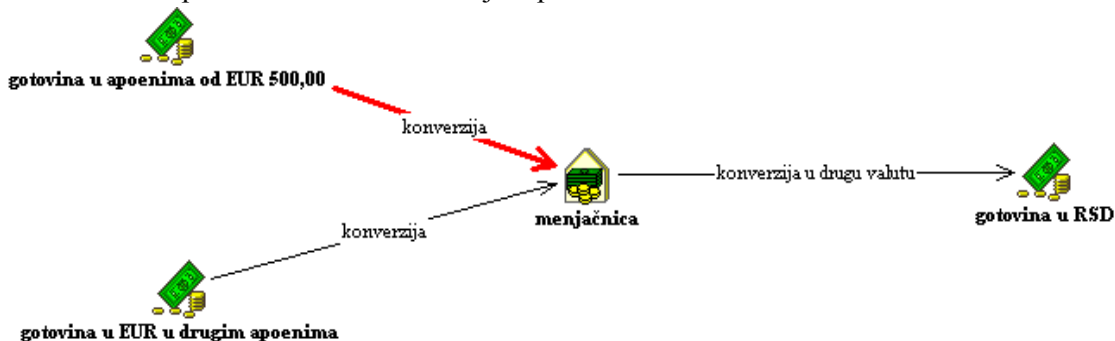 gotovina u apoenima od EUR 500,00
konverzija
konverzija u drugu valutu
menjačnica
gotovina u RSD
konverzija
gotovina u EUR u drugim apoenima